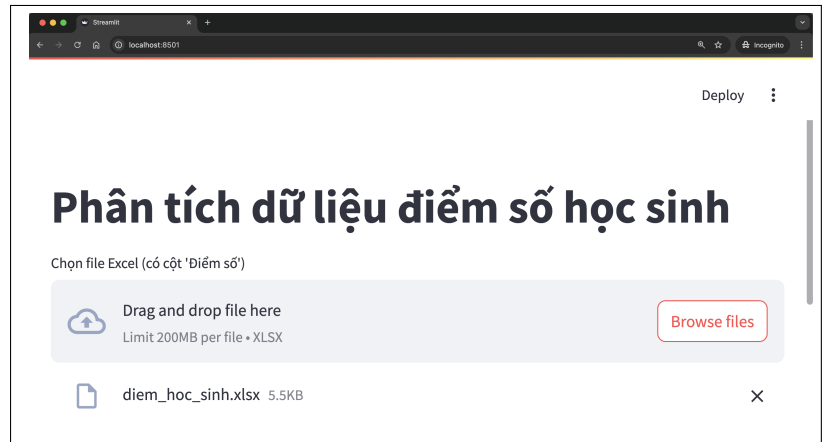 Streamlit
localhost:8501
Incognito
Deploy
Phân tích dữ liệu điểm số học sinh
Chọn file Excel (có cột 'Điểm số')
Drag and drop file here
Limit 200MB per file • XLSX
Browse files
diem_hoc_sinh.xlsx 5.5KB